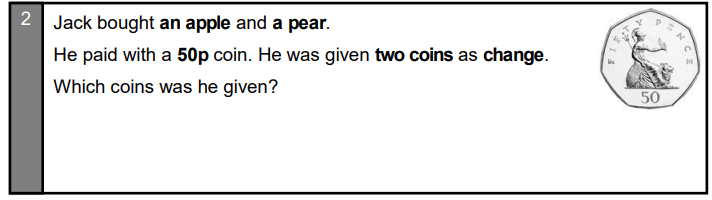 2
Jack bought an apple and a pear.
He paid with a 50p coin. He was given two coins as change.
Which coins was he given?
FIFTY PENCE
50